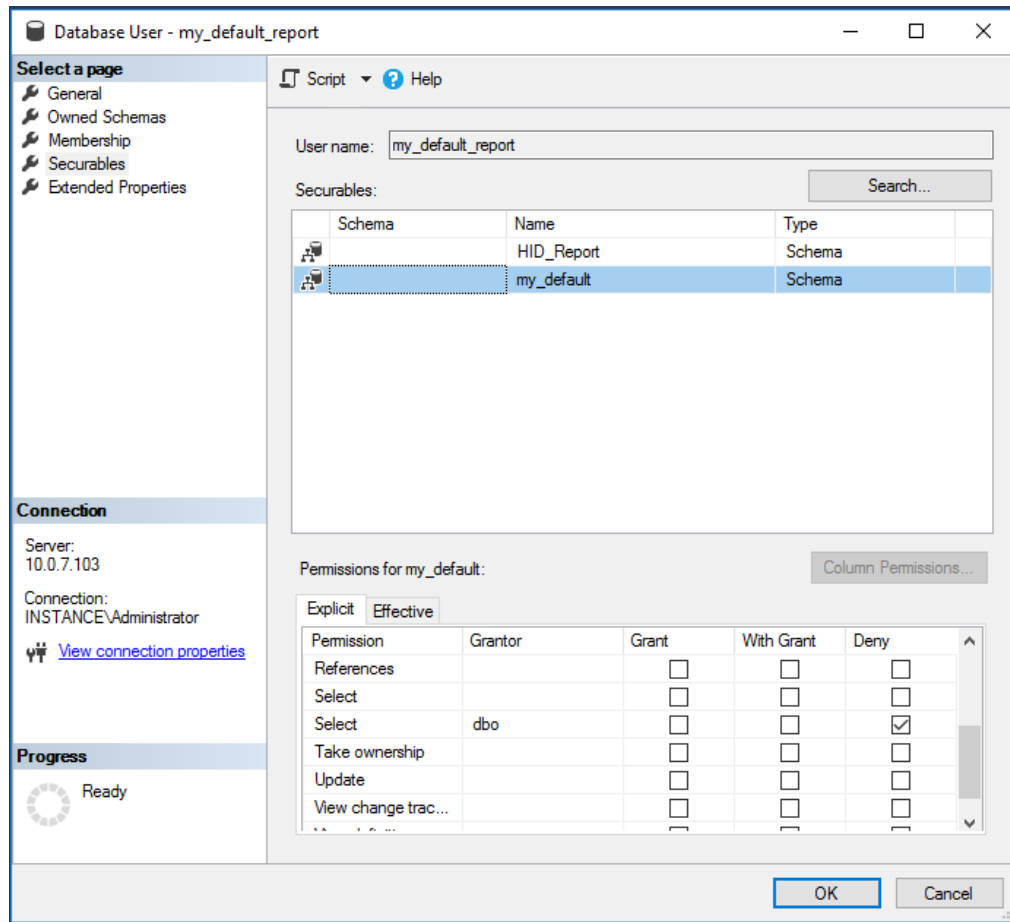 Database User - my_default_report
Select a page
General
Owned Schemas
Membership
Securables
Extended Properties
Script
Help
User name: my_default_report
Securables:
Search...
Schema Name Type
HID_Report Schema
my_default Schema
Connection
Server:
10.0.7.103
Connection:
INSTANCE\Administrator
View connection properties
Progress
Ready
Permissions for my_default:
Column Permissions...
Explicit Effective
Permission Grantor Grant With Grant Deny
References
Select
Select dbo
Take ownership
Update
View change trac...
OK Cancel